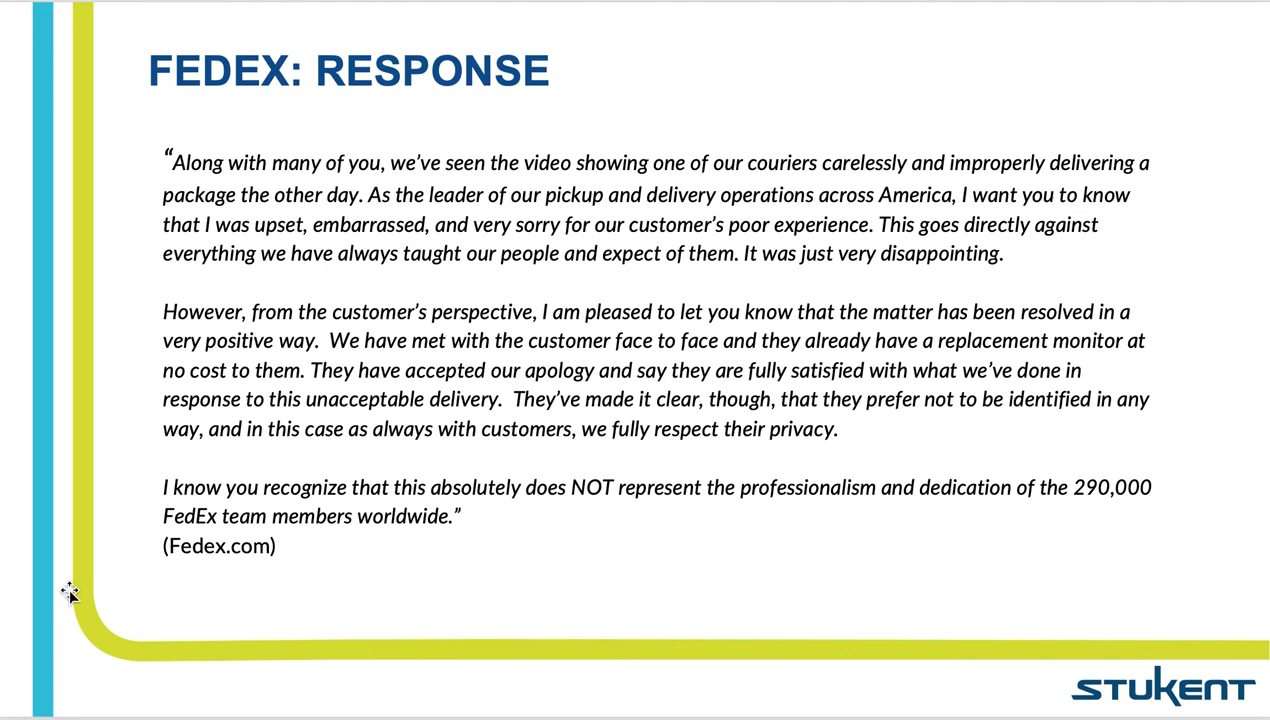 FEDEX: RESPONSE
“Along with many of you, we’ve seen the video showing one of our couriers carelessly and improperly delivering a
package the other day. As the leader of our pickup and delivery operations across America, I want you to know
that I was upset, embarrassed, and very sorry for our customer’s poor experience. This goes directly against
everything we have always taught our people and expect of them. It was just very disappointing.
However, from the customer’s perspective, I am pleased to let you know that the matter has been resolved in a
very positive way.  We have met with the customer face to face and they already have a replacement monitor at
no cost to them. They have accepted our apology and say they are fully satisfied with what we’ve done in
response to this unacceptable delivery.  They’ve made it clear, though, that they prefer not to be identified in any
way, and in this case as always with customers, we fully respect their privacy.
I know you recognize that this absolutely does NOT represent the professionalism and dedication of the 290,000
FedEx team members worldwide.”
(Fedex.com)
STUKENT